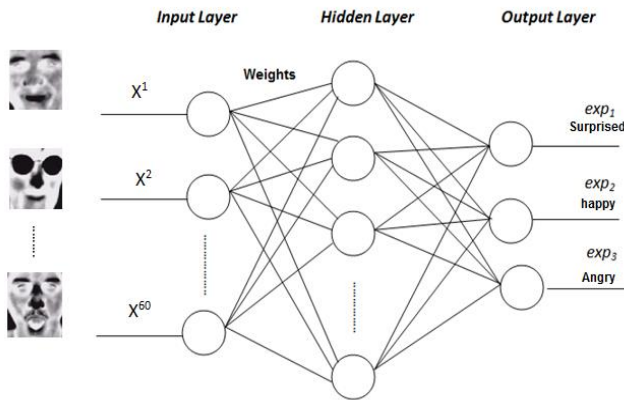 Input Layer
Hidden Layer
Output Layer
Weights
X¹
exp₁
Surprised
X²
exp₂
happy
exp₃
Angry
X⁶⁰